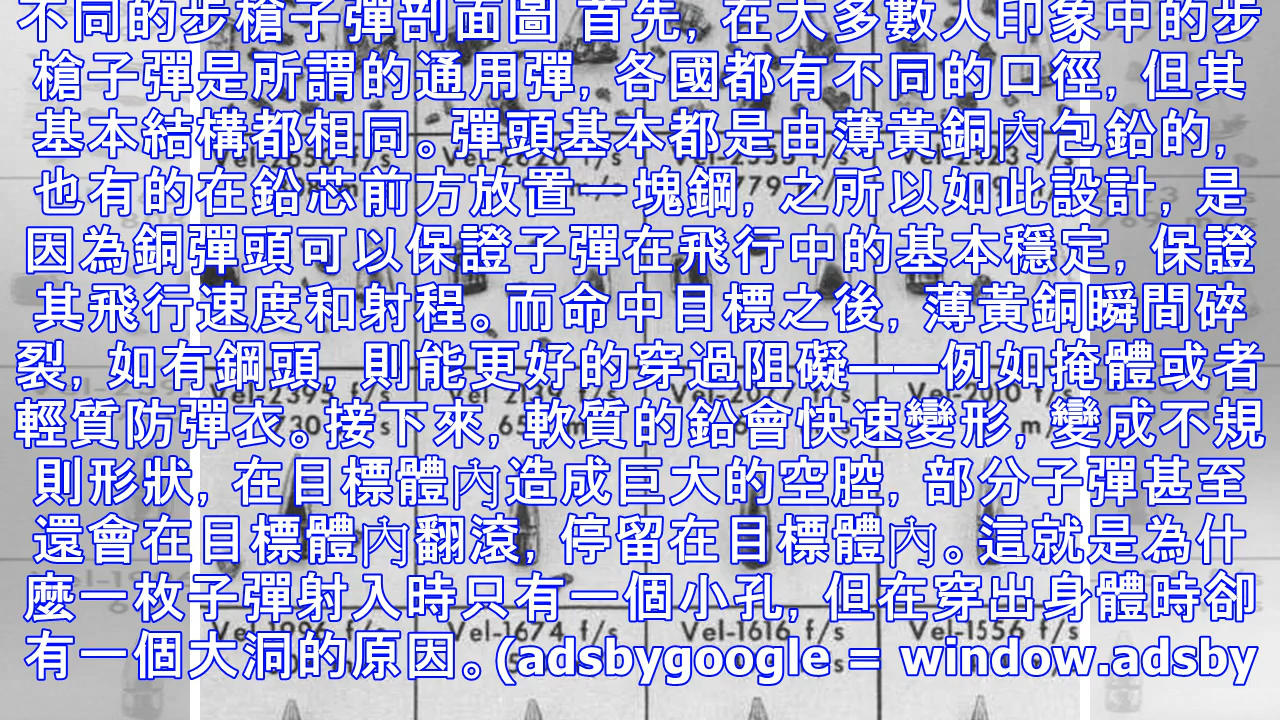 不同的步槍子彈剖面圖 首先, 在大多數人印象中的步
槍子彈是所謂的通用彈, 各國都有不同的口徑, 但其
基本結構都相同。彈頭基本都是由薄黃銅內包鉛的,
也有的在鉛芯前方放置一塊鋼, 之所以如此設計, 是
因為銅彈頭可以保證子彈在飛行中的基本穩定, 保證
其飛行速度和射程。而命中目標之後, 薄黃銅瞬間碎
裂, 如有鋼頭, 則能更好的穿過阻礙——例如掩體或者
輕質防彈衣。接下來, 軟質的鉛會快速變形, 變成不規
則形狀, 在目標體內造成巨大的空腔, 部分子彈甚至
還會在目標體內翻滾, 停留在目標體內。這就是為什
麼一枚子彈射入時只有一個小孔, 但在穿出身體時卻
有一個大洞的原因。(adsbygoogle = window.adsby
Vel-2395 f/s
Vel-2010 f/
Vel-1996 f/s
Vel-1674 f/s
Vel-1616 f/s
Vel-1556 f/s